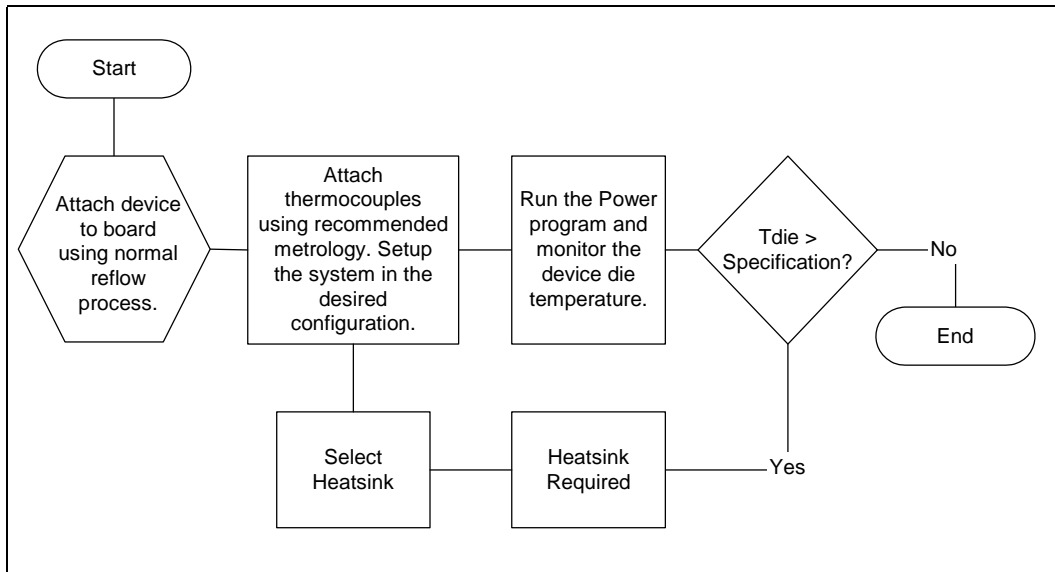 Start
Attach device
to board
using normal
reflow
process.
Attach
thermocouples
using recommended
metrology. Setup
the system in the
desired
configuration.
Run the Power
program and
monitor the
device die
temperature.
Tdie >
Specification?
No
End
Yes
Heatsink
Required
Select
Heatsink